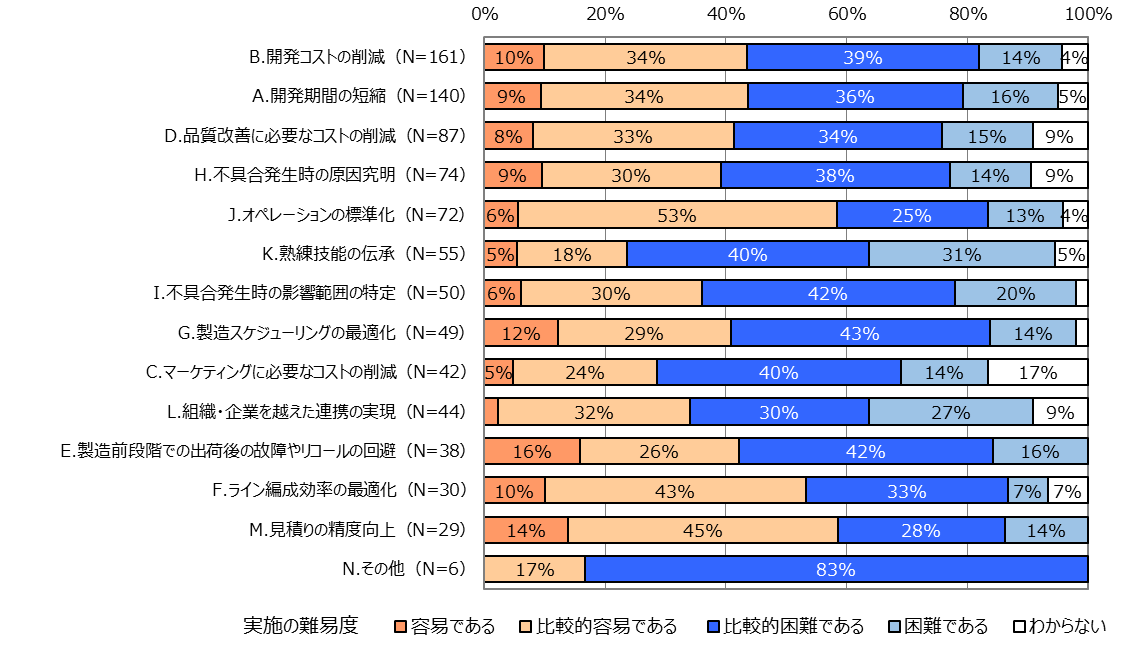 0% 20% 40% 60% 80% 100%
B.開発コストの削減（N=161） 10% 34% 39% 14% 4%
A.開発期間の短縮（N=140） 9% 34% 36% 16% 5%
D.品質改善に必要なコストの削減（N=87） 8% 33% 34% 15% 9%
H.不具合発生時の原因究明（N=74） 9% 30% 38% 14% 9%
J.オペレーションの標準化（N=72） 6% 53% 25% 13% 4%
K.熟練技能の伝承（N=55） 5% 18% 40% 31% 5%
I.不具合発生時の影響範囲の特定（N=50） 6% 30% 42% 20%
G.製造スケジューリングの最適化（N=49） 12% 29% 43% 14%
C.マーケティングに必要なコストの削減（N=42） 5% 24% 40% 14% 17%
L.組織・企業を越えた連携の実現（N=44） 32% 30% 27% 9%
E.製造前段階での出荷後の故障やリコールの回避（N=38） 16% 26% 42% 16%
F.ライン編成効率の最適化（N=30） 10% 43% 33% 7% 7%
M.見積りの精度向上（N=29） 14% 45% 28% 14%
N.その他（N=6） 17% 83%
実施の難易度 容易である 比較的容易である 比較的困難である 困難である わからない